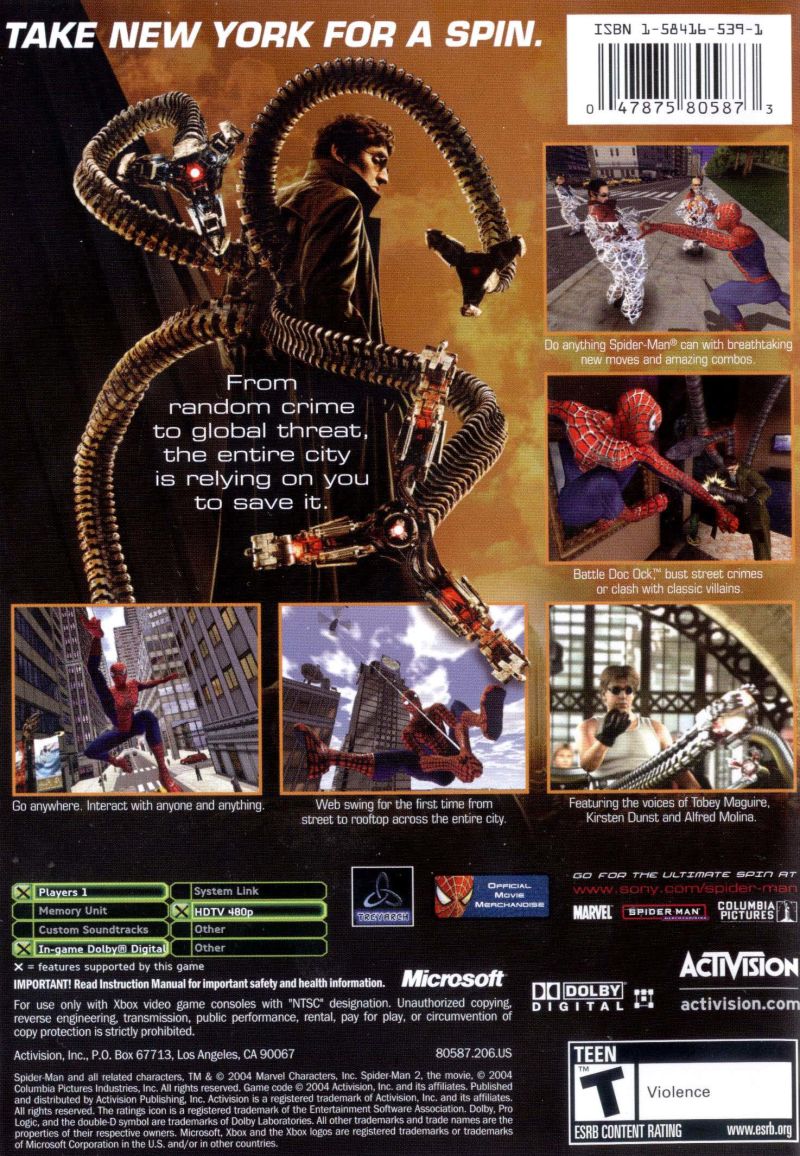 TAKE NEW YORK FOR A SPIN.
ISBN 1-58416-539-1
0 47875 80587 3
Do anything Spider-Man® can with breathtaking
new moves and amazing combos.
From
random crime
to global threat,
the entire city
is relying on you
to save it.
Battle Doc Ock,™ bust street crimes
or clash with classic villains.
Go anywhere. Interact with anyone and anything.
Web swing for the first time from
street to rooftop across the entire city.
Featuring the voices of Tobey Maguire,
Kirsten Dunst and Alfred Molina.
X Players 1
Memory Unit
Custom Soundtracks
X In-game Dolby® Digital
System Link
X HDTV 480p
Other
Other
X = features supported by this game
TREYARCH
OFFICIAL
MOVIE
MERCHANDISE
GO FOR THE ULTIMATE SPIN AT
www.sony.com/spider-man
MARVEL
SPIDER-MAN
MERCHANDISING
COLUMBIA
PICTURES
IMPORTANT! Read Instruction Manual for important safety and health information.
Microsoft
For use only with Xbox video game consoles with "NTSC" designation. Unauthorized copying,
reverse engineering, transmission, public performance, rental, pay for play, or circumvention of
copy protection is strictly prohibited.
DOLBY
DIGITAL
ACTIVISION
activision.com
Activision, Inc., P.O. Box 67713, Los Angeles, CA 90067
80587.206.US
Spider-Man and all related characters, TM & © 2004 Marvel Characters, Inc. Spider-Man 2, the movie, © 2004
Columbia Pictures Industries, Inc. All rights reserved. Game code © 2004 Activision, Inc. and its affiliates. Published
and distributed by Activision Publishing, Inc. Activision is a registered trademark of Activision, Inc. and its affiliates.
All rights reserved. The ratings icon is a registered trademark of the Entertainment Software Association. Dolby, Pro
Logic, and the double-D symbol are trademarks of Dolby Laboratories. All other trademarks and trade names are the
properties of their respective owners. Microsoft, Xbox and the Xbox logos are registered trademarks or trademarks
of Microsoft Corporation in the U.S. and/or in other countries.
TEEN
TM
T
Violence
ESRB CONTENT RATING
www.esrb.org